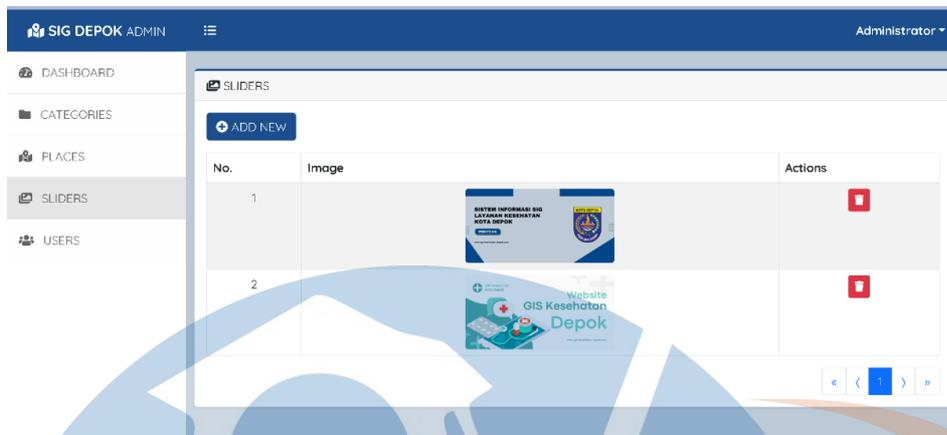 SIG DEPOK ADMIN
Administrator
DASHBOARD
CATEGORIES
PLACES
SLIDERS
USERS
SLIDERS
ADD NEW
No. Image Actions
1
SISTEM INFORMASI SIG
LAYANAN KESEHATAN
KOTA DEPOK
KOTA DEPOK
2
Website
GIS Kesehatan
Depok
« ⟨ 1 ⟩ »